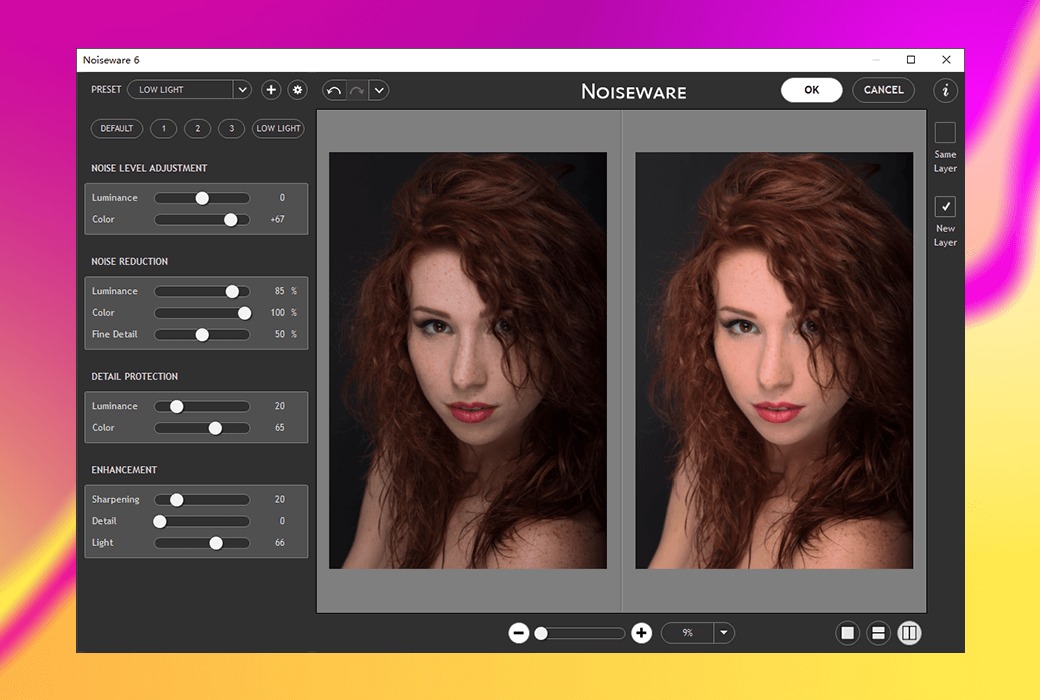 Noiseware 6
PRESET LOW LIGHT
NOISEWARE
OK
CANCEL
i
DEFAULT 1 2 3 LOW LIGHT
NOISE LEVEL ADJUSTMENT
Luminance 0
Color +67
NOISE REDUCTION
Luminance 85 %
Color 100 %
Fine Detail 50 %
DETAIL PROTECTION
Luminance 20
Color 65
ENHANCEMENT
Sharpening 20
Detail 0
Light 66
Same
Layer
New
Layer
9%